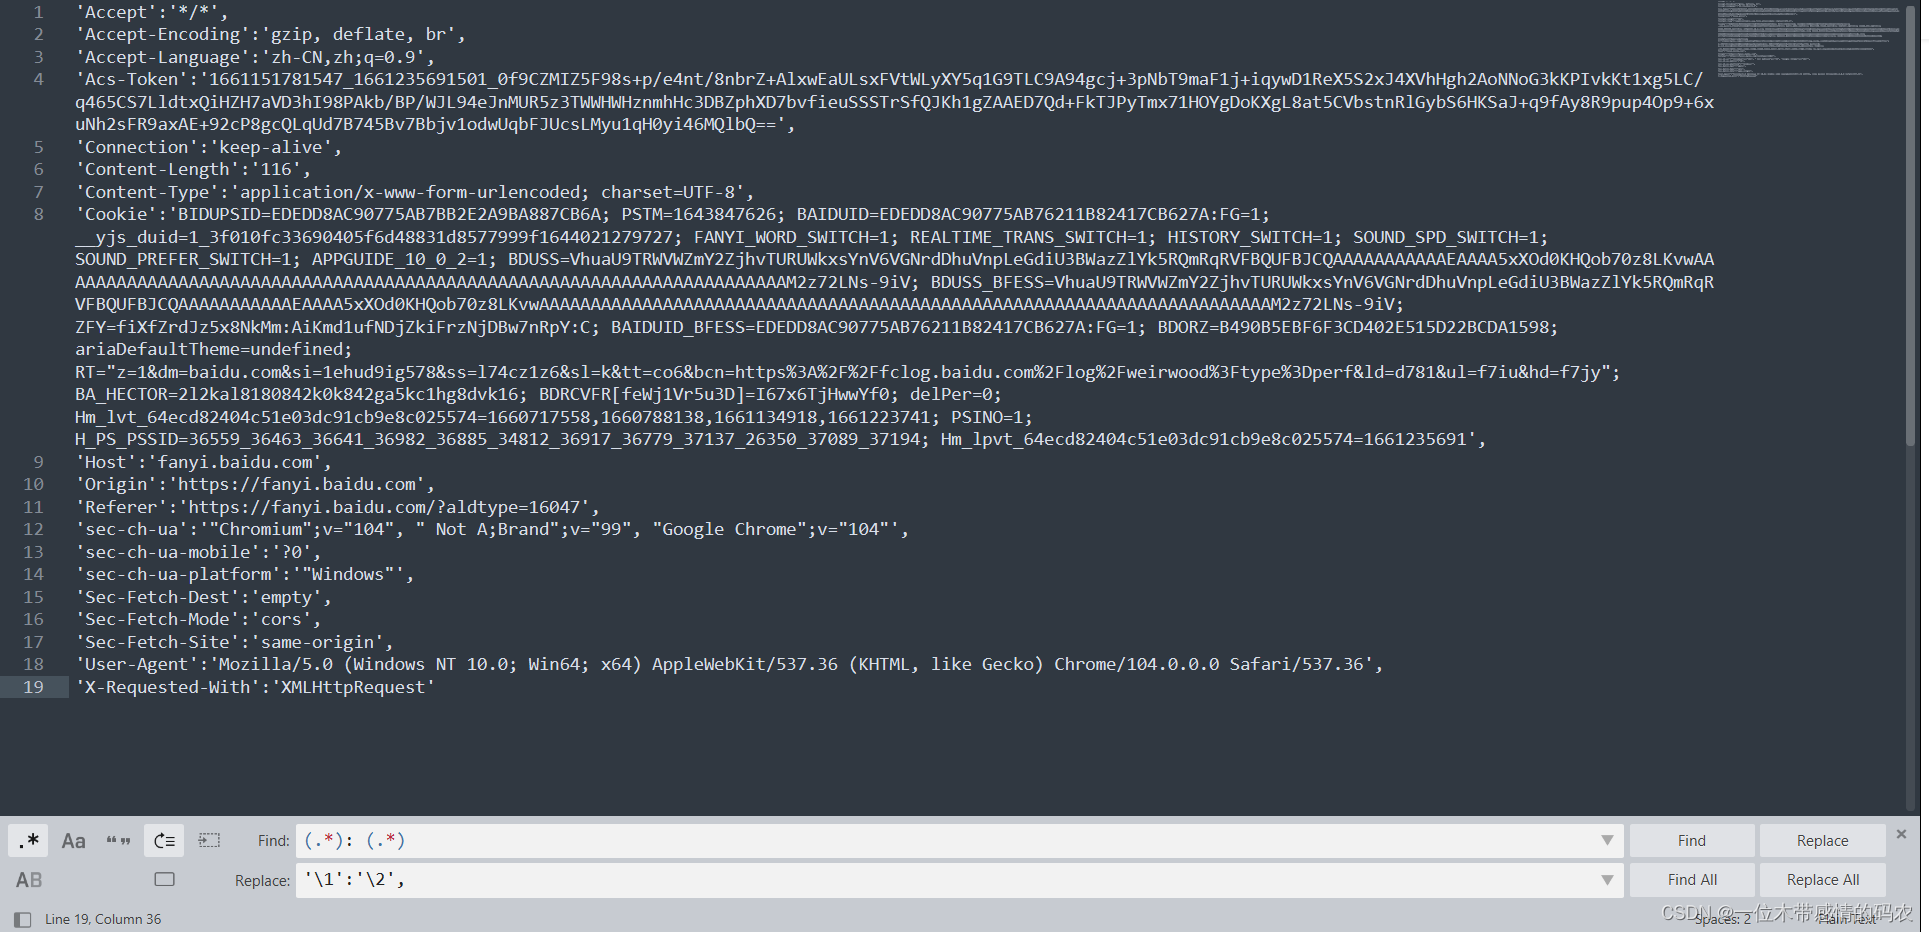 1 'Accept':'*/*',
2 'Accept-Encoding':'gzip, deflate, br',
3 'Accept-Language':'zh-CN,zh;q=0.9',
4 'Acs-Token':'1661151781547_1661235691501_0f9CZMIZ5F98s+p/e4nt/8nbrZ+AlxwEaULsxFVtWLyXY5q1G9TLC9A94gcj+3pNbT9maF1j+iqywD1ReX5S2xJ4XVhHgh2AoNNoG3kKPIvkKt1xg5LC/
q465CS7LldtxQiHZH7aVD3hI98PAkb/BP/WJL94eJnMUR5z3TWWHWHznmhHc3DBZphXD7bvfieuSSSTrSfQJKh1gZAAED7Qd+FkTJPyTmx71HOYgDoKXgL8at5CVbstnRlGybS6HKSaJ+q9fAy8R9pup4Op9+6x
uNh2sFR9axAE+92cP8gcQLqUd7B745Bv7Bbjv1odwUqbFJUcsLMyu1qH0yi46MQlbQ==',
5 'Connection':'keep-alive',
6 'Content-Length':'116',
7 'Content-Type':'application/x-www-form-urlencoded; charset=UTF-8',
8 'Cookie':'BIDUPSID=EDEDD8AC90775AB7BB2E2A9BA887CB6A; PSTM=1643847626; BAIDUID=EDEDD8AC90775AB76211B82417CB627A:FG=1;
__yjs_duid=1_3f010fc33690405f6d48831d8577999f1644021279727; FANYI_WORD_SWITCH=1; REALTIME_TRANS_SWITCH=1; HISTORY_SWITCH=1; SOUND_SPD_SWITCH=1;
SOUND_PREFER_SWITCH=1; APPGUIDE_10_0_2=1; BDUSS=VhuaU9TRWVWZmY2ZjhvTURUWkxsYnV6VGNrdDhuVnpLeGdiU3BWazZlYk5RQmRqRVFBQUFBJCQAAAAAAAAAAAEAAAA5xXOd0KHQob70z8LKvwAA
AAAAAAAAAAAAAAAAAAAAAAAAAAAAAAAAAAAAAAAAAAAAAAAAAAAAAAAAAAAAAAAAAAAAAM2z72LNs-9iV; BDUSS_BFESS=VhuaU9TRWVWZmY2ZjhvTURUWkxsYnV6VGNrdDhuVnpLeGdiU3BWazZlYk5RQmRqR
VFBQUFBJCQAAAAAAAAAAAEAAAA5xXOd0KHQob70z8LKvwAAAAAAAAAAAAAAAAAAAAAAAAAAAAAAAAAAAAAAAAAAAAAAAAAAAAAAAAAAAAAAAAAAAAAAAM2z72LNs-9iV;
ZFY=fiXfZrdJz5x8NkMm:AiKmd1ufNDjZkiFrzNjDBw7nRpY:C; BAIDUID_BFESS=EDEDD8AC90775AB76211B82417CB627A:FG=1; BDORZ=B490B5EBF6F3CD402E515D22BCDA1598;
ariaDefaultTheme=undefined;
RT="z=1&dm=baidu.com&si=1ehud9ig578&ss=l74cz1z6&sl=k&tt=co6&bcn=https%3A%2F%2Ffclog.baidu.com%2Flog%2Fweirwood%3Ftype%3Dperf&ld=d781&ul=f7iu&hd=f7jy";
BA_HECTOR=2l2kal8180842k0k842ga5kc1hg8dvk16; BDRCVFR[feWj1Vr5u3D]=I67x6TjHwwYf0; delPer=0;
Hm_lvt_64ecd82404c51e03dc91cb9e8c025574=1660717558,1660788138,1661134918,1661223741; PSINO=1;
H_PS_PSSID=36559_36463_36641_36982_36885_34812_36917_36779_37137_26350_37089_37194; Hm_lpvt_64ecd82404c51e03dc91cb9e8c025574=1661235691',
9 'Host':'fanyi.baidu.com',
10 'Origin':'https://fanyi.baidu.com',
11 'Referer':'https://fanyi.baidu.com/?aldtype=16047',
12 'sec-ch-ua':'"Chromium";v="104", " Not A;Brand";v="99", "Google Chrome";v="104"',
13 'sec-ch-ua-mobile':'?0',
14 'sec-ch-ua-platform':'"Windows"',
15 'Sec-Fetch-Dest':'empty',
16 'Sec-Fetch-Mode':'cors',
17 'Sec-Fetch-Site':'same-origin',
18 'User-Agent':'Mozilla/5.0 (Windows NT 10.0; Win64; x64) AppleWebKit/537.36 (KHTML, like Gecko) Chrome/104.0.0.0 Safari/537.36',
19 'X-Requested-With':'XMLHttpRequest'
.* Aa “” Find: (.*): (.*) Find Replace
AB Replace: '\1':'\2', Find All Replace All
Line 19, Column 36 Spaces: 2 Plain Text
CSDN @一位木带感情的码农